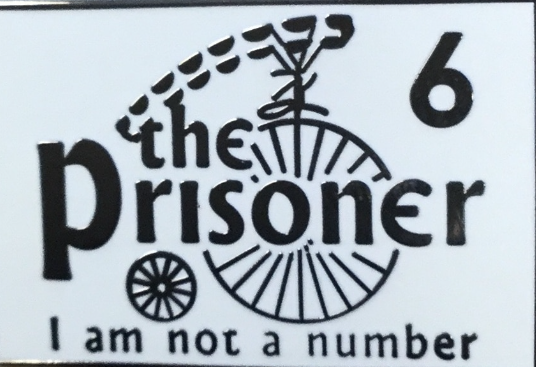 6
the
prisoner
I am not a number